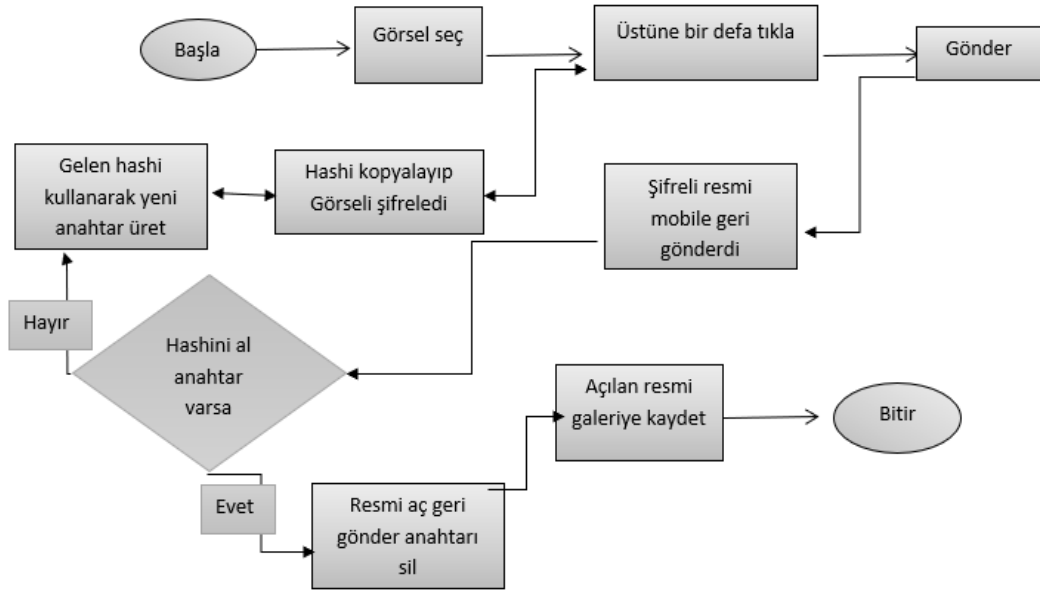 Başla
Görsel seç
Üstüne bir defa tıkla
Gönder
Gelen hashi
kullanarak yeni
anahtar üret
Hashi kopyalayıp
Görseli şifreledi
Şifreli resmi
mobile geri
gönderdi
Hayır
Hashini al
anahtar
varsa
Açılan resmi
galeriye kaydet
Bitir
Evet
Resmi aç geri
gönder anahtarı
sil